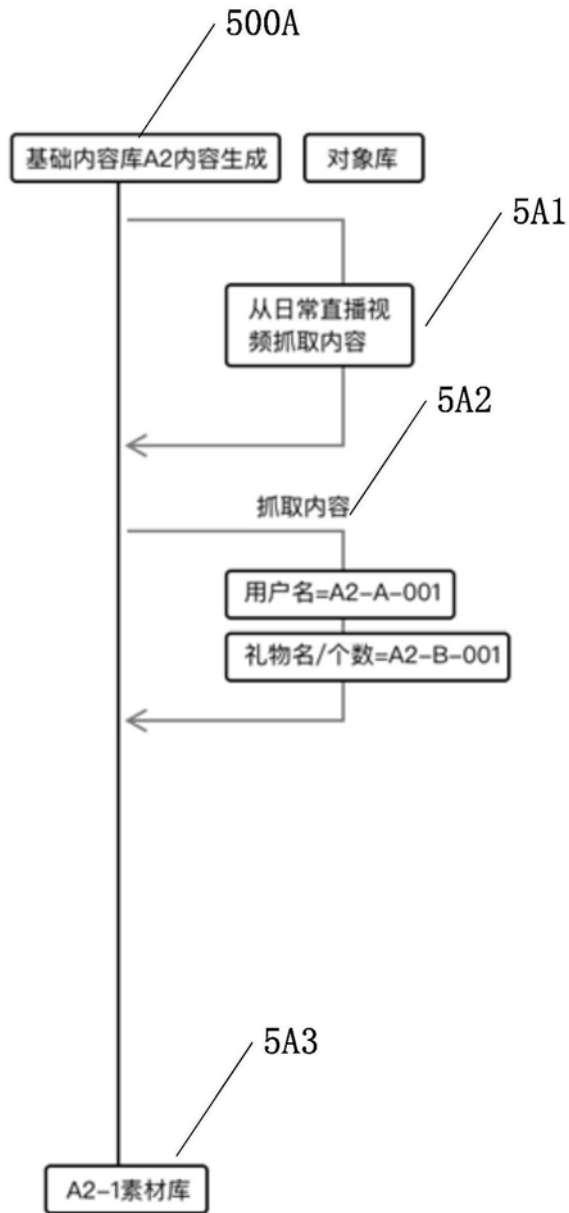 500A
基础内容库A2内容生成
对象库
5A1
从日常直播视
频抓取内容
5A2
抓取内容
用户名=A2-A-001
礼物名/个数=A2-B-001
5A3
A2-1素材库